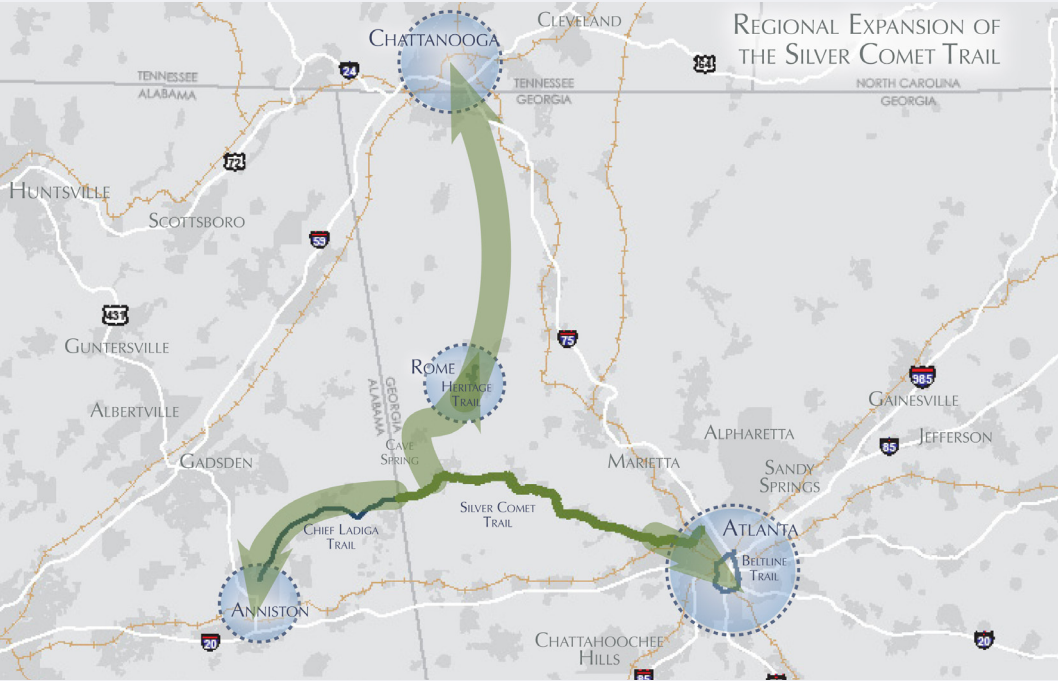 REGIONAL EXPANSION OF
THE SILVER COMET TRAIL
CLEVELAND
CHATTANOOGA
24
64
TENNESSEE
ALABAMA
TENNESSEE
GEORGIA
NORTH CAROLINA
GEORGIA
72
HUNTSVILLE
SCOTTSBORO
59
431
GUNTERSVILLE
75
ROME
HERITAGE
TRAIL
985
GEORGIA
ALABAMA
GAINESVILLE
ALBERTVILLE
ALPHARETTA
JEFFERSON
85
CAVE
SPRING
GADSDEN
MARIETTA
SANDY
SPRINGS
SILVER COMET
TRAIL
CHIEF LADIGA
TRAIL
ATLANTA
BELTLINE
TRAIL
ANNISTON
20
CHATTAHOOCHEE
HILLS
20
85